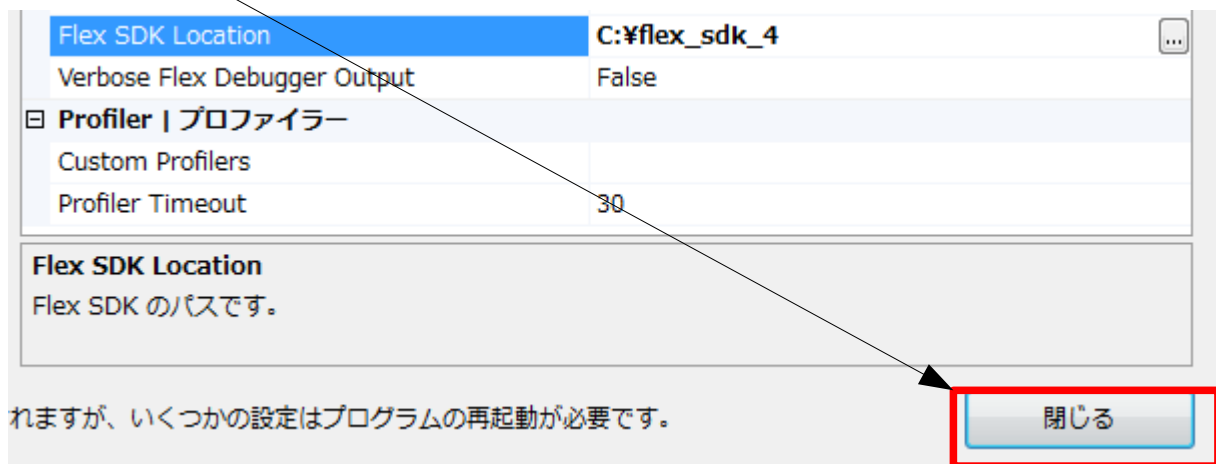 Flex SDK Location C:¥flex_sdk_4 ...
Verbose Flex Debugger Output False
Profiler | プロファイラー
Custom Profilers
Profiler Timeout 30
Flex SDK Location
Flex SDK のパスです。
れますが、いくつかの設定はプログラムの再起動が必要です。 閉じる